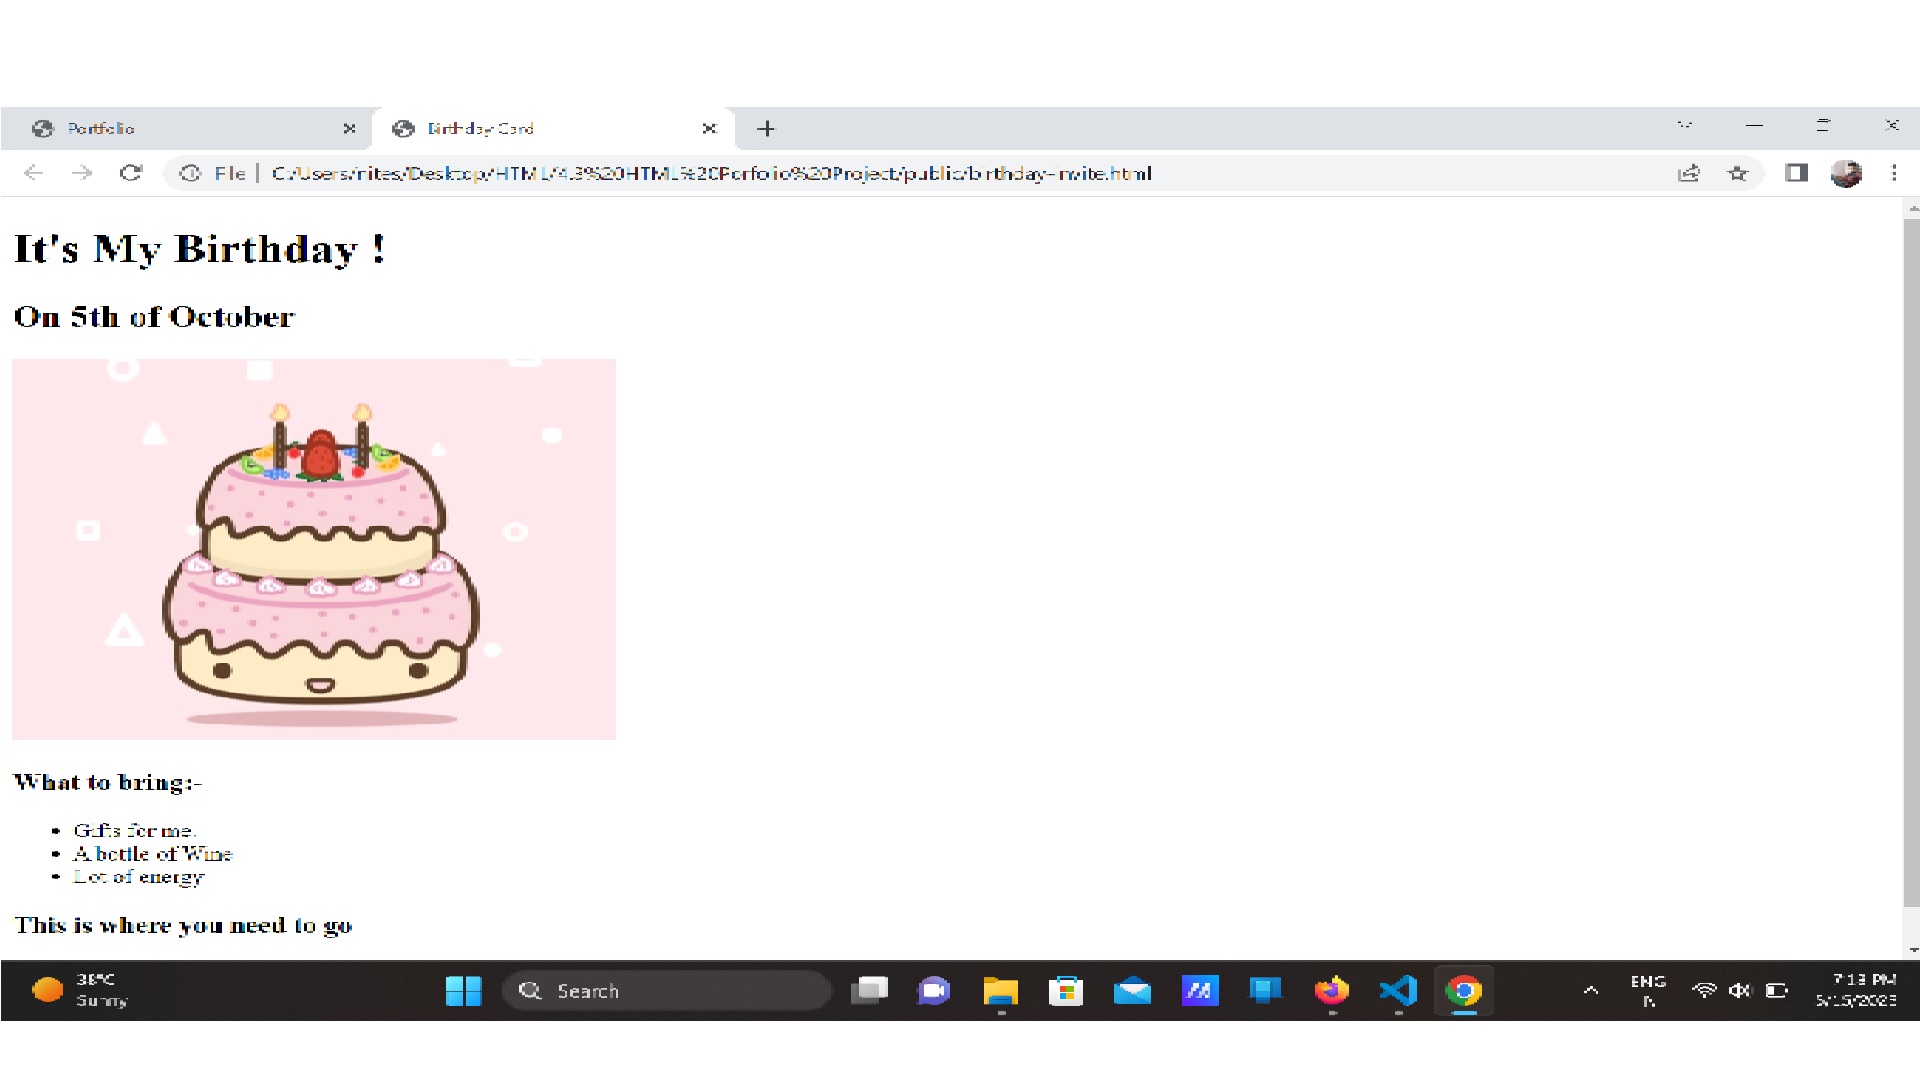 Portfolio
Birthday Card
File | C:/Users/nites/Desktop/HTML/4.3%20HTML%20Porfolio%20Project/public/birthday-invite.html
It's My Birthday !
On 5th of October
What to bring:-
Gifts for me.
A bottle of Wine
Lot of energy
This is where you need to go
38°C
Sunny
Search
ENG
IN
7:13 PM
5/15/2023